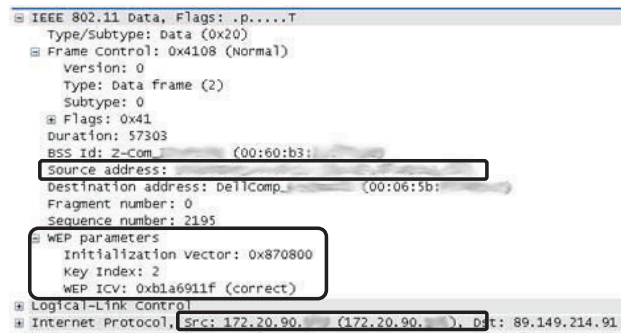 IEEE 802.11 Data, Flags: .p.....T
Type/Subtype: Data (0x20)
Frame Control: 0x4108 (Normal)
Version: 0
Type: Data frame (2)
Subtype: 0
Flags: 0x41
Duration: 57303
BSS Id: Z-Com_ (00:60:b3:
Source address:
Destination address: DellComp_ (00:06:5b:
Fragment number: 0
Sequence number: 2195
WEP parameters
Initialization Vector: 0x870800
Key Index: 2
WEP ICV: 0xb1a6911f (correct)
Logical-Link Control
Internet Protocol, Src: 172.20.90. (172.20.90. ), Dst: 89.149.214.91